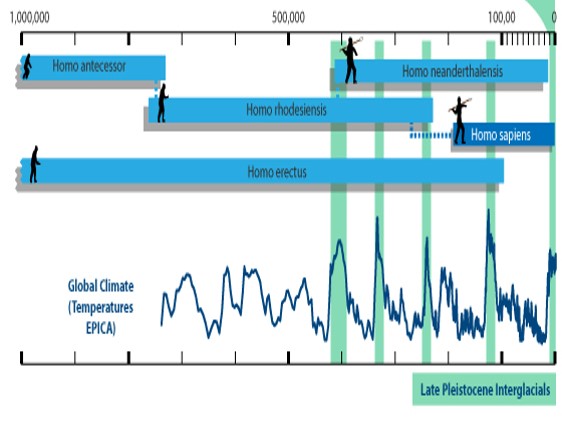 1,000,000 500,000 100,00 0
Homo antecessor
Homo neanderthalensis
Homo rhodesiensis
Homo sapiens
Homo erectus
Global Climate
(Temperatures
EPICA)
Late Pleistocene Interglacials